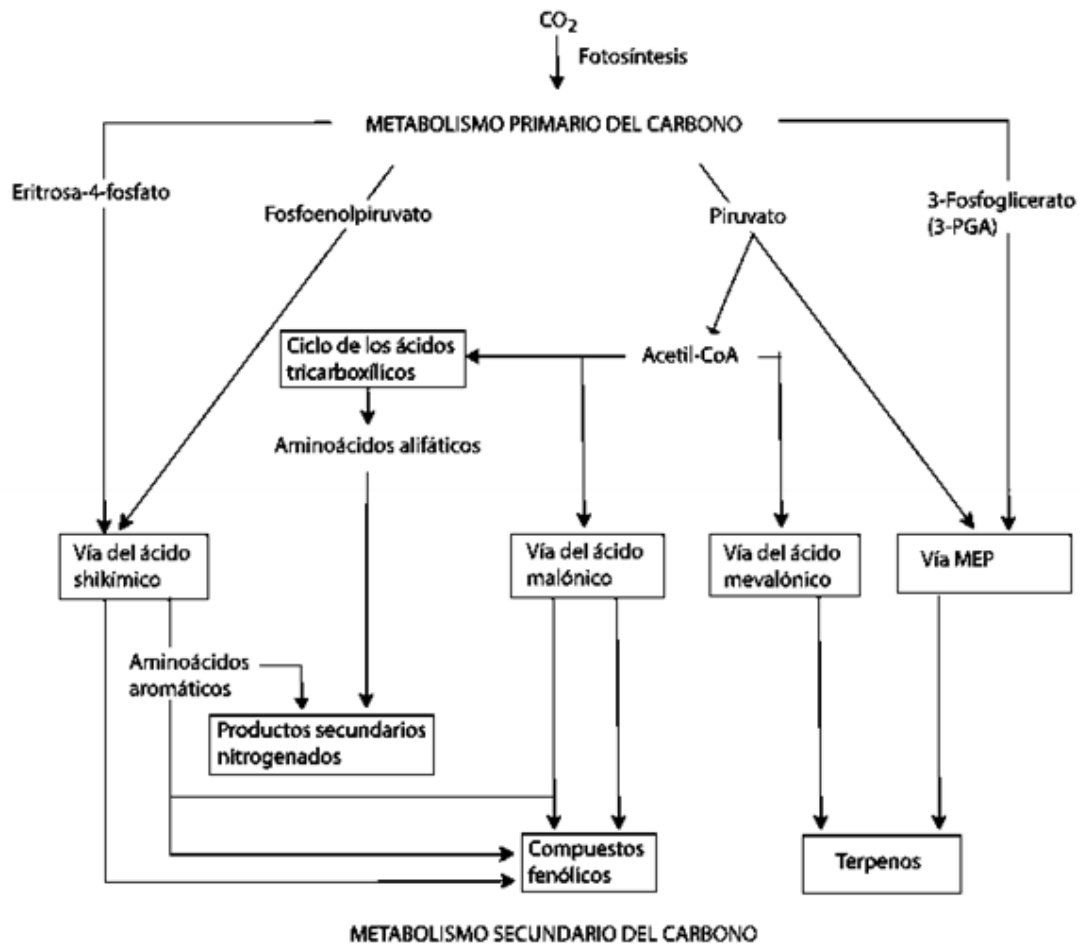 CO2
Fotosíntesis
METABOLISMO PRIMARIO DEL CARBONO
Eritrosa-4-fosfato
Fosfoenolpiruvato
Piruvato
3-Fosfoglicerato
(3-PGA)
Ciclo de los ácidos
tricarboxílicos
Acetil-CoA
Aminoácidos alifáticos
Vía del ácido
shikímico
Vía del ácido
malónico
Vía del ácido
mevalónico
Vía MEP
Aminoácidos
aromáticos
Productos secundarios
nitrogenados
Compuestos
fenólicos
Terpenos
METABOLISMO SECUNDARIO DEL CARBONO